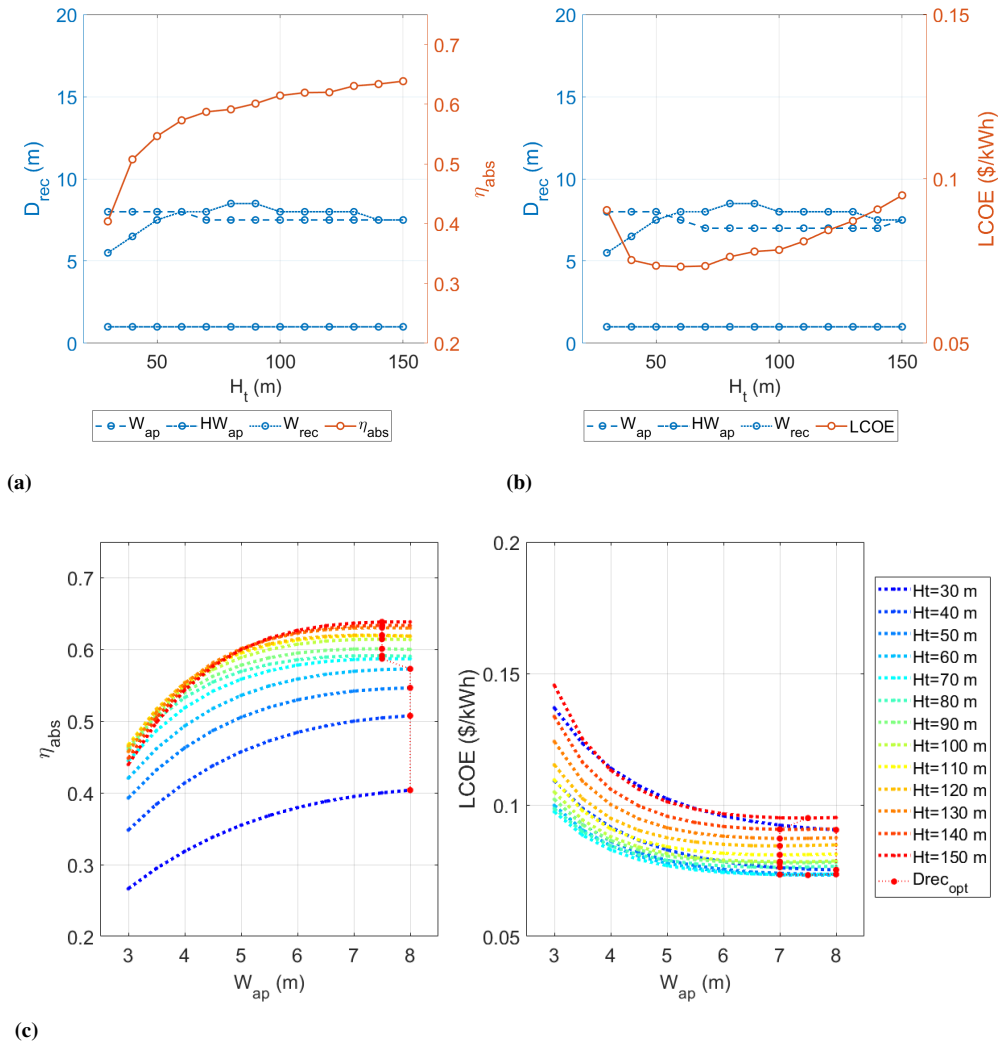 20
15
10
5
0
D_rec (m)
0.7
0.6
0.5
0.4
0.3
0.2
η_abs
50
100
150
H_t (m)
W_ap
HW_ap
W_rec
η_abs
(a)
20
15
10
5
0
D_rec (m)
0.15
0.1
0.05
LCOE ($/kWh)
50
100
150
H_t (m)
W_ap
HW_ap
W_rec
LCOE
(b)
0.7
0.6
0.5
0.4
0.3
0.2
η_abs
3
4
5
6
7
8
W_ap (m)
0.2
0.15
0.1
0.05
LCOE ($/kWh)
3
4
5
6
7
8
W_ap (m)
Ht=30 m
Ht=40 m
Ht=50 m
Ht=60 m
Ht=70 m
Ht=80 m
Ht=90 m
Ht=100 m
Ht=110 m
Ht=120 m
Ht=130 m
Ht=140 m
Ht=150 m
Drec_opt
(c)